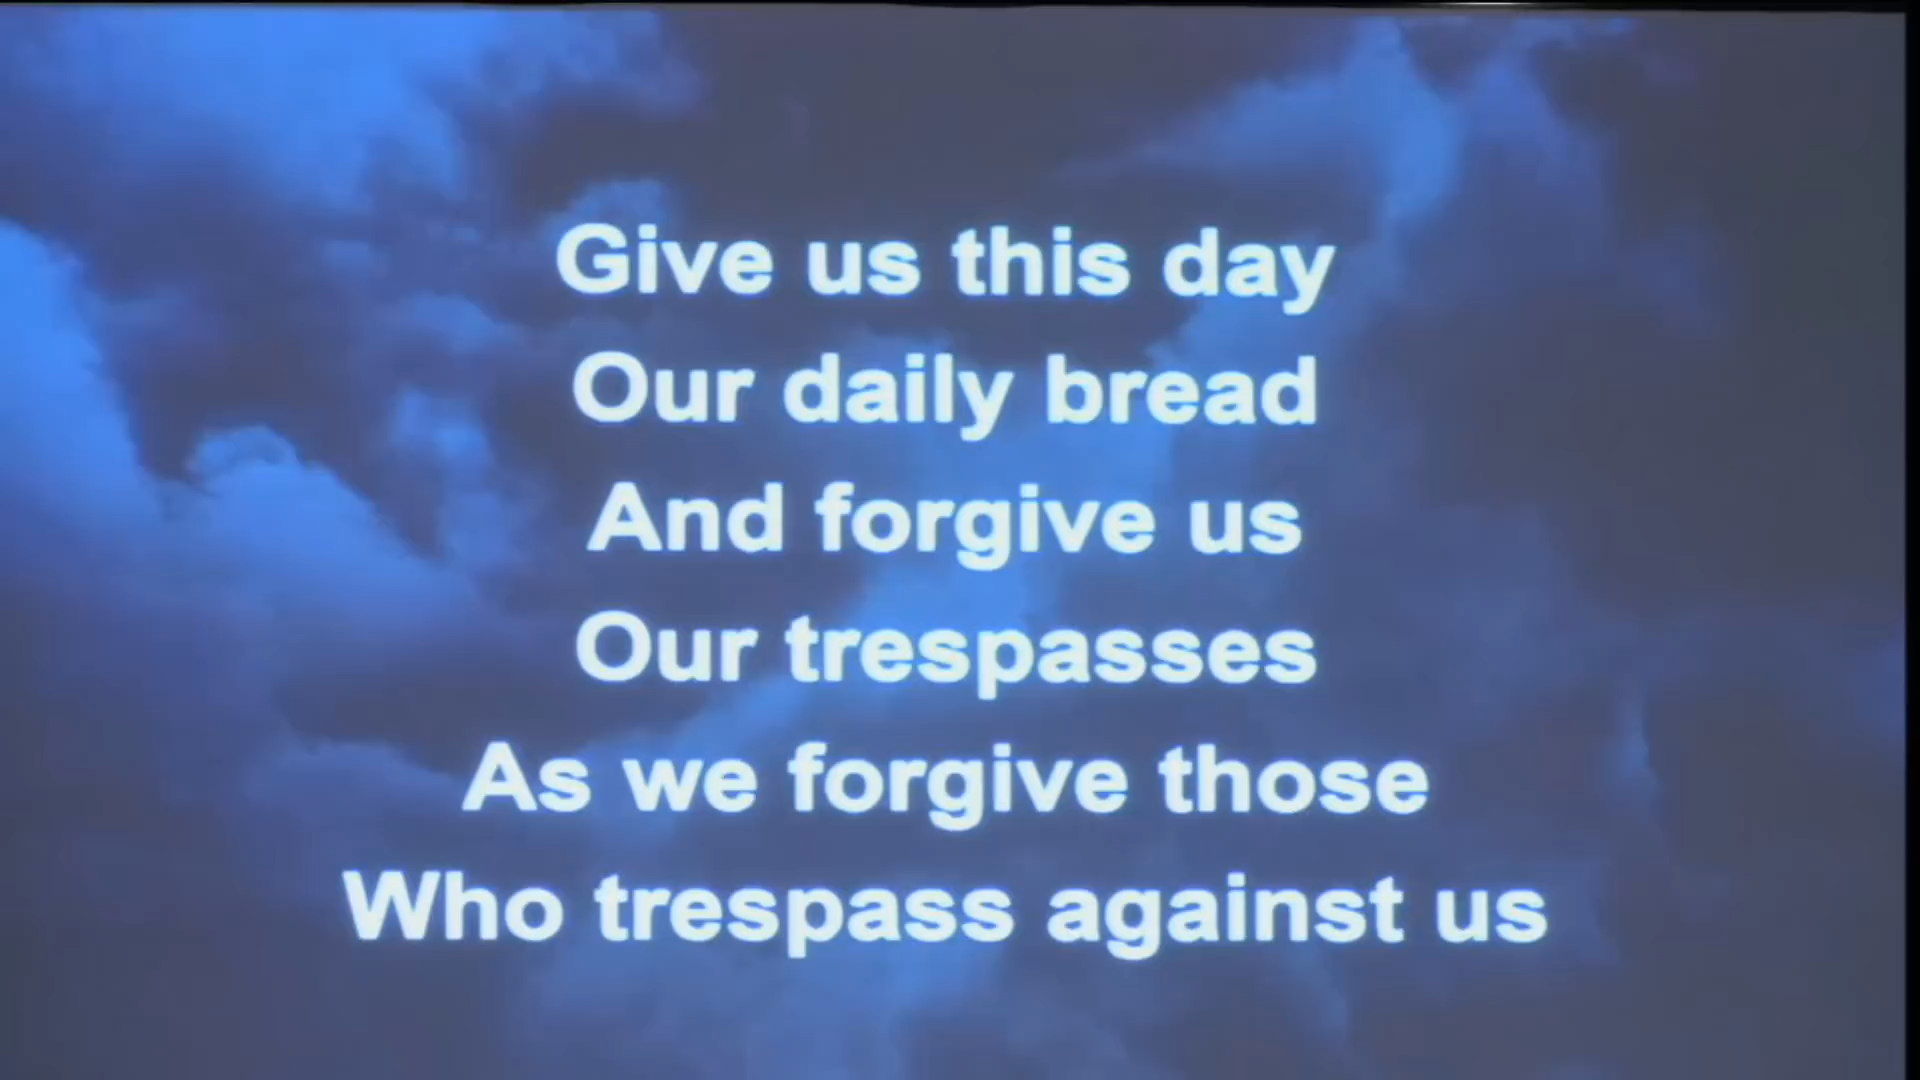 Give us this day
Our daily bread
And forgive us
Our trespasses
As we forgive those
Who trespass against us